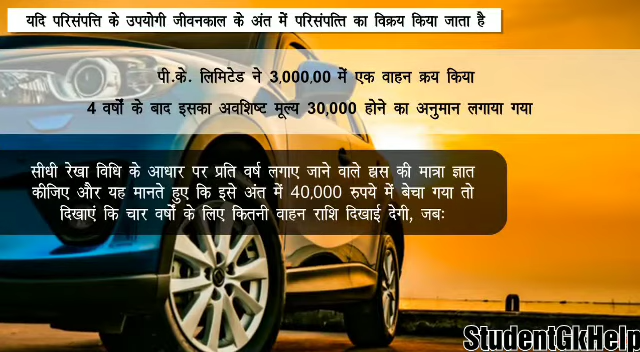 यदि परिसंपत्ति के उपयोगी जीवनकाल के अंत में परिसंपत्ति का विक्रय किया जाता है
पी.के. लिमिटेड ने 3,000,00 में एक वाहन क्रय किया
4 वर्षों के बाद इसका अवशिष्ट मूल्य 30,000 होने का अनुमान लगाया गया
सीधी रेखा विधि के आधार पर प्रति वर्ष लगाए जाने वाले ह्रास की मात्रा ज्ञात
कीजिए और यह मानते हुए कि इसे अंत में 40,000 रुपये में बेचा गया तो
दिखाएं कि चार वर्षों के लिए कितनी वाहन राशि दिखाई देगी, जबः
StudentGkHelp